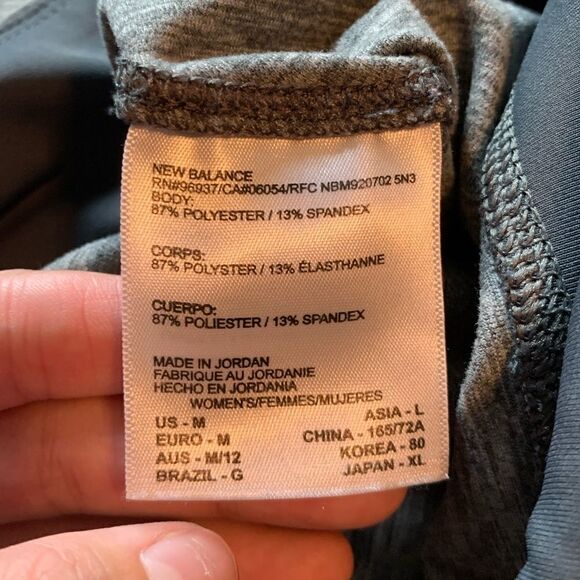 NEW BALANCE
RN#96937/CA#06054/RFC NBM920702 5N3
BODY:
87% POLYESTER / 13% SPANDEX
CORPS:
87% POLYSTER / 13% ÉLASTHANNE
CUERPO:
87% POLIESTER / 13% SPANDEX
MADE IN JORDAN
FABRIQUE AU JORDANIE
HECHO EN JORDANIA
WOMEN'S/FEMMES/MUJERES
US - M ASIA - L
EURO - M CHINA - 165/72A
AUS - M/12 KOREA - 80
BRAZIL - G JAPAN - XL